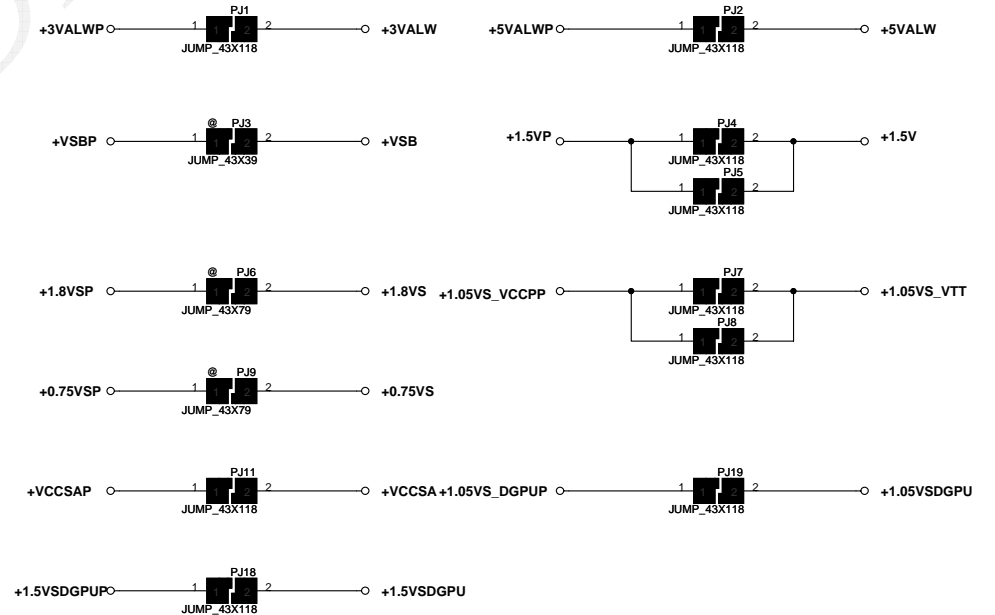 PJ1
+3VALWP 1 1 2 2 +3VALW
JUMP_43X118
PJ2
+5VALWP 1 1 2 2 +5VALW
JUMP_43X118
@ PJ3
+VSBP 1 1 2 2 +VSB
JUMP_43X39
PJ4
+1.5VP 1 1 2 2 +1.5V
JUMP_43X118
PJ5
1 1 2 2
JUMP_43X118
@ PJ6
+1.8VSP 1 1 2 2 +1.8VS
JUMP_43X79
PJ7
+1.05VS_VCCPP 1 1 2 2 +1.05VS_VTT
JUMP_43X118
PJ8
1 1 2 2
JUMP_43X118
@ PJ9
+0.75VSP 1 1 2 2 +0.75VS
JUMP_43X79
PJ11
+VCCSAP 1 1 2 2 +VCCSA
JUMP_43X118
PJ19
+1.05VS_DGPUP 1 1 2 2 +1.05VSDGPU
JUMP_43X118
PJ18
+1.5VSDGPUP 1 1 2 2 +1.5VSDGPU
JUMP_43X118